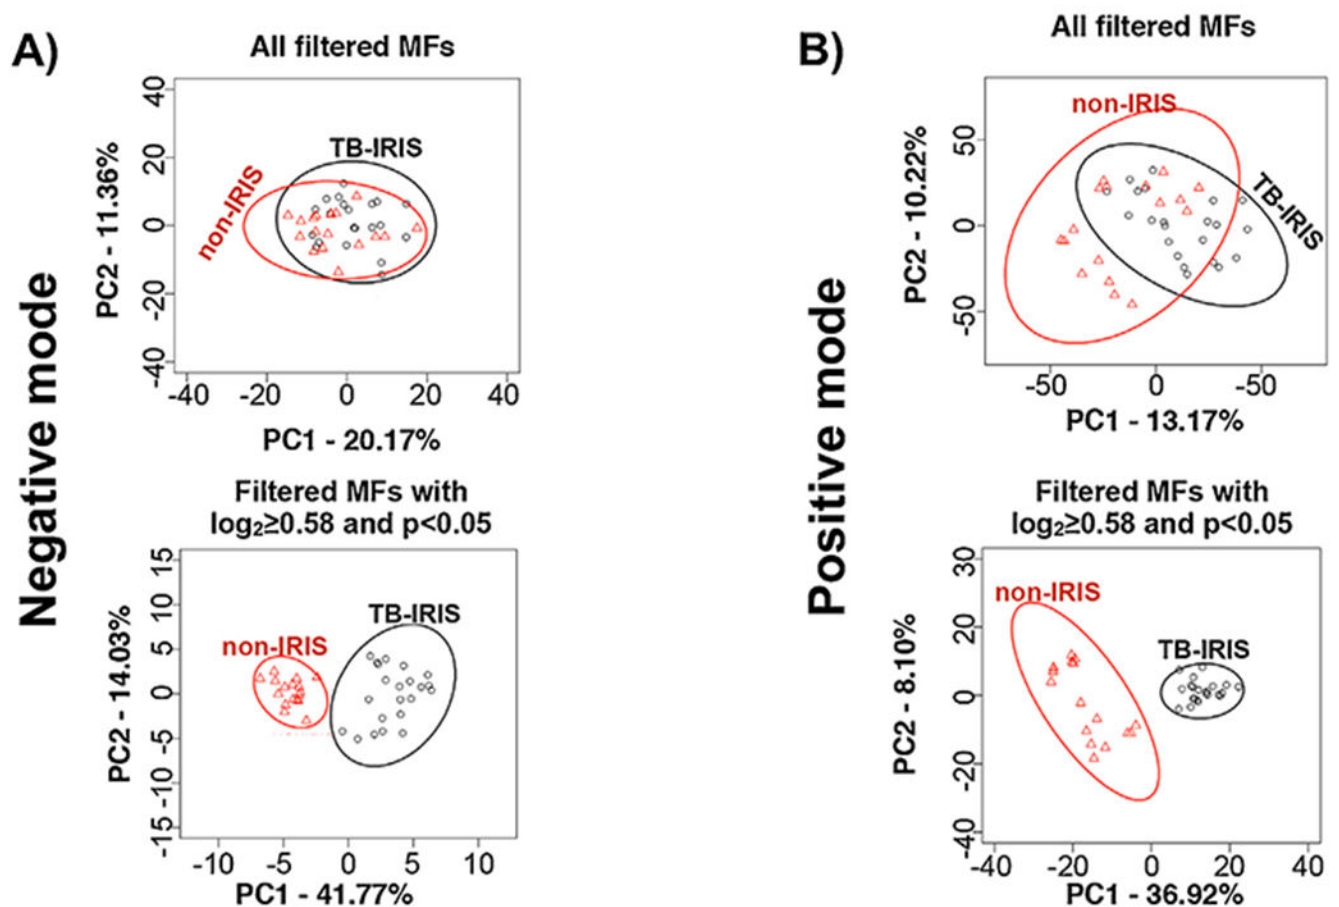 A)
Negative mode
All filtered MFs
TB-IRIS
non-IRIS
PC2 - 11.36%
40
20
0
-20
-40
-40 -20 0 20 40
PC1 - 20.17%
Filtered MFs with
log₂≥0.58 and p<0.05
TB-IRIS
non-IRIS
PC2 - 14.03%
15
10
5
0
-5
-10
-15
-10 -5 0 5 10
PC1 - 41.77%
B)
Positive mode
All filtered MFs
non-IRIS
TB-IRIS
PC2 - 10.22%
50
0
-50
-50 0 -50
PC1 - 13.17%
Filtered MFs with
log₂≥0.58 and p<0.05
non-IRIS
TB-IRIS
PC2 - 8.10%
30
20
0
-20
-40
-40 -20 0 20 40
PC1 - 36.92%